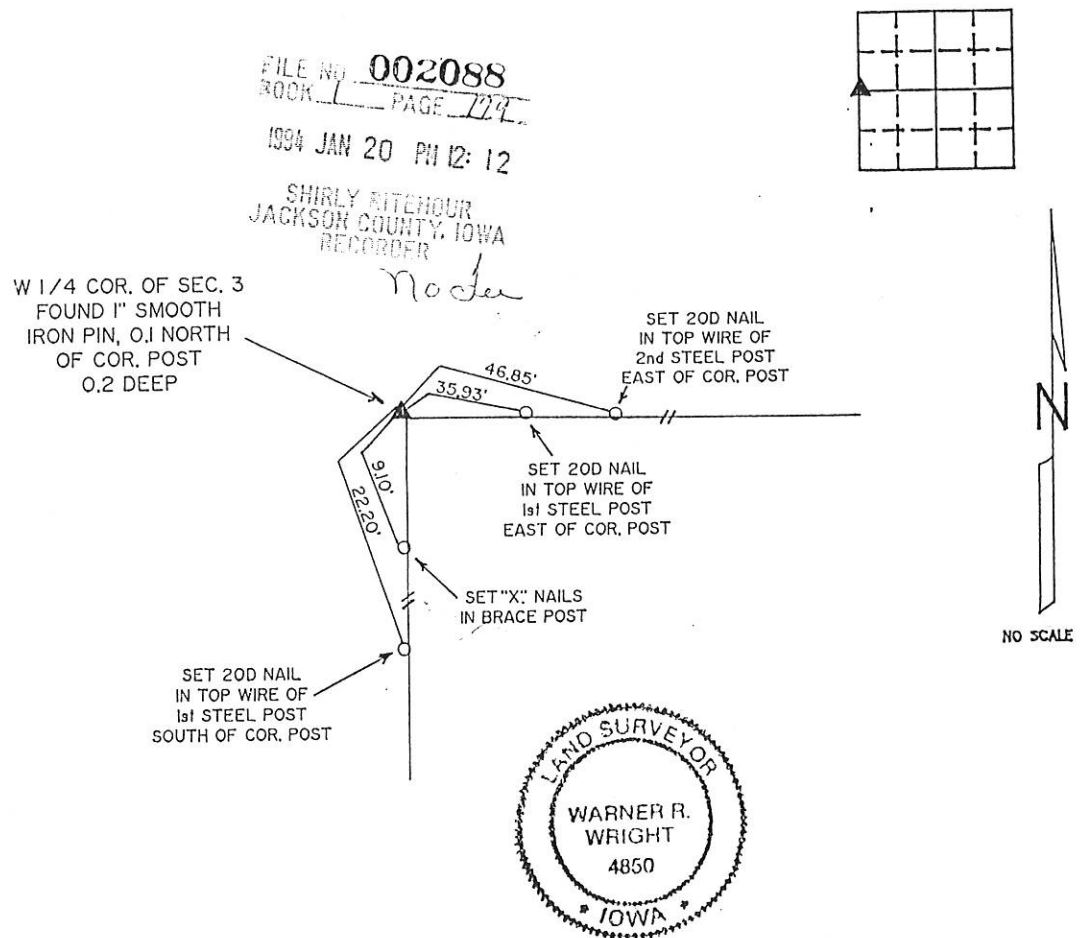 FILE NO 002088
BOOK 1 PAGE
1994 JAN 20 PM 12: 12
SHIRLY RITENOUR
JACKSON COUNTY, IOWA
RECORDER
No Fee
W 1/4 COR. OF SEC. 3
FOUND 1" SMOOTH
IRON PIN, 0.1 NORTH
OF COR. POST
0.2 DEEP
SET 20D NAIL
IN TOP WIRE OF
2nd STEEL POST
EAST OF COR. POST
46.85'
35.93'
SET 20D NAIL
IN TOP WIRE OF
1st STEEL POST
EAST OF COR. POST
9.10'
22.20'
SET "X" NAILS
IN BRACE POST
SET 20D NAIL
IN TOP WIRE OF
1st STEEL POST
SOUTH OF COR. POST
N
NO SCALE
LAND SURVEYOR
WARNER R.
WRIGHT
4850
* IOWA *